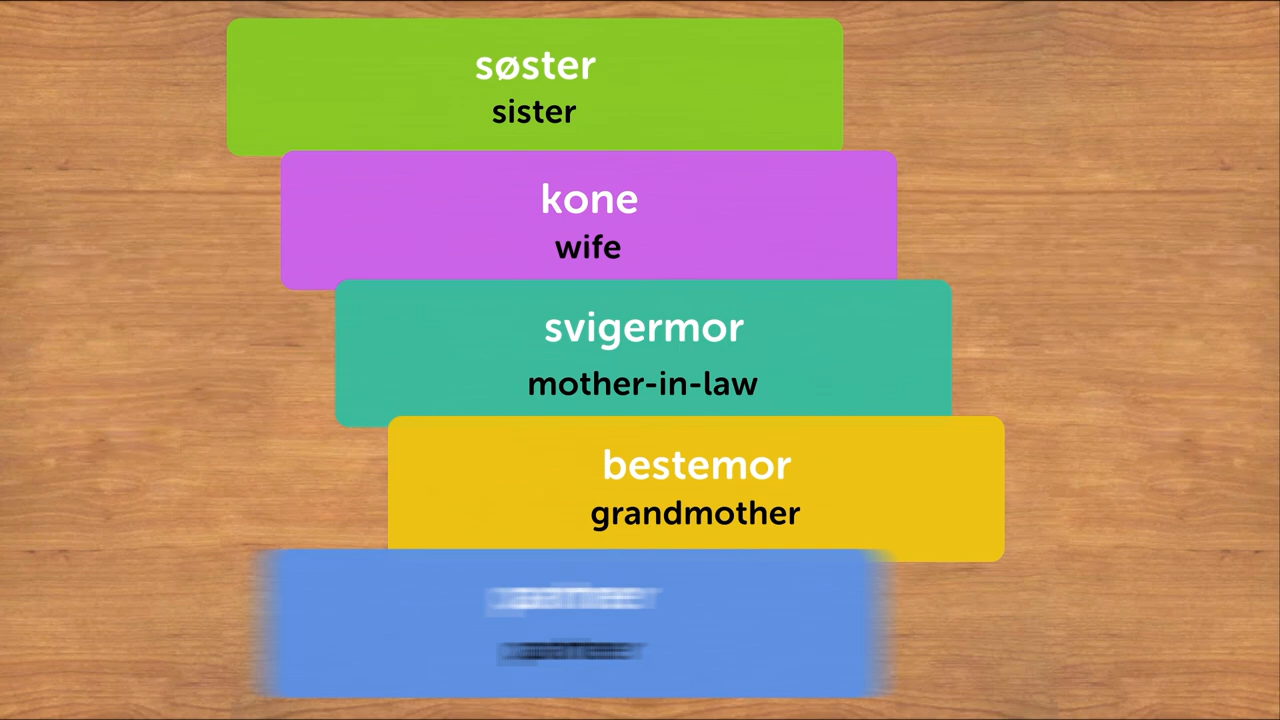 søster
sister
kone
wife
svigermor
mother-in-law
bestemor
grandmother